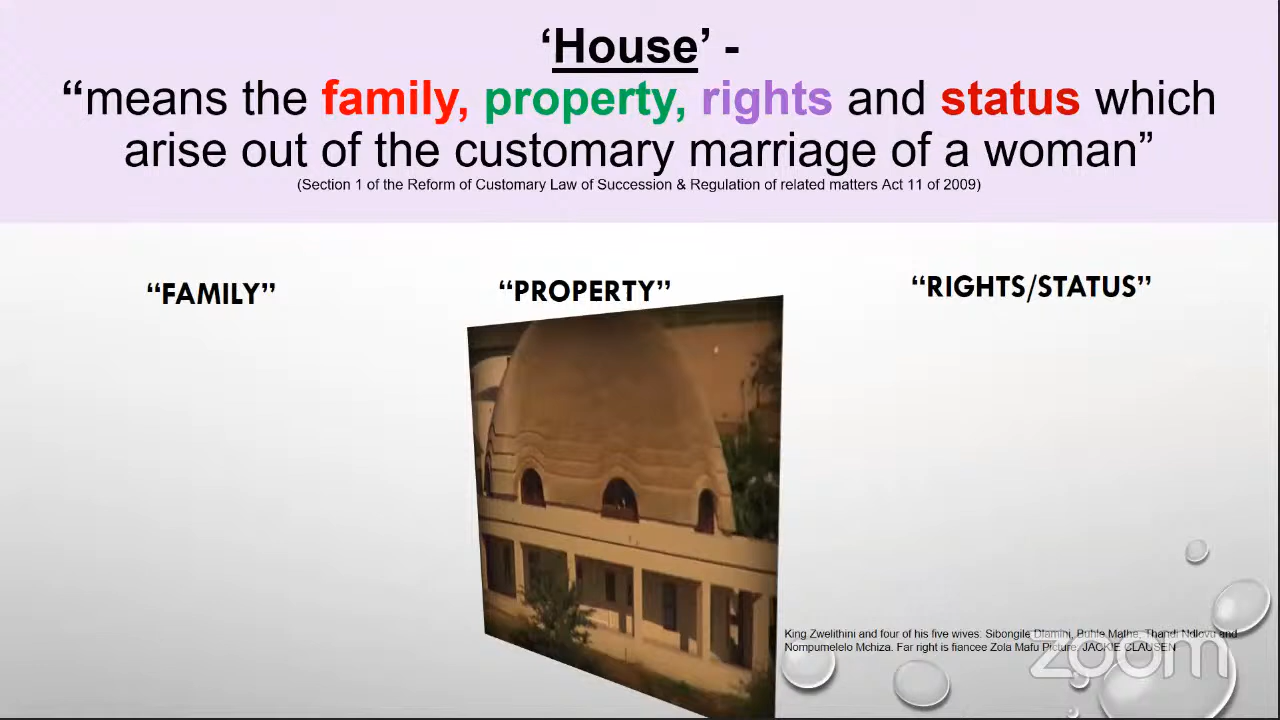 ‘House’ -
“means the family, property, rights and status which
arise out of the customary marriage of a woman”
(Section 1 of the Reform of Customary Law of Succession & Regulation of related matters Act 11 of 2009)
“FAMILY”
“PROPERTY”
“RIGHTS/STATUS”
King Zwelithini and four of his five wives: Sibongile Dlamini, Buhle Mathe, Thandi Ndlovu and
Nompumelelo Mchiza. Far right is fiancee Zola Mafu Picture: JACKIE CLAUSEN
zoom